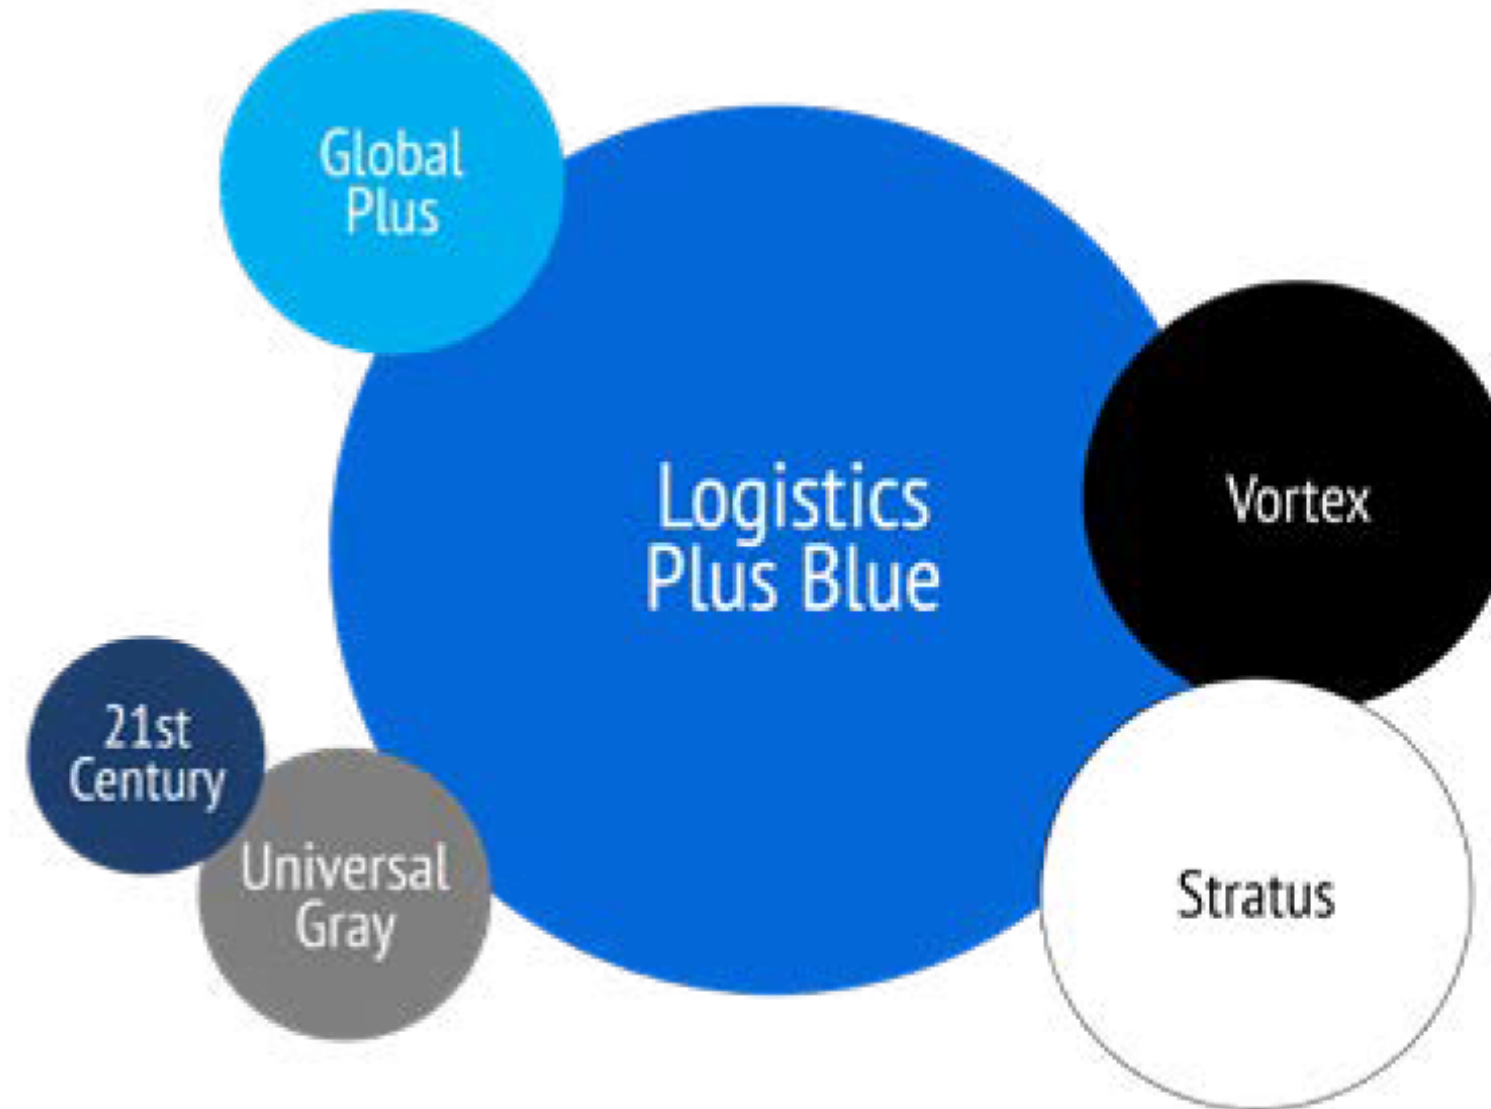 Global
Plus
Logistics
Plus Blue
Vortex
21st
Century
Universal
Gray
Stratus